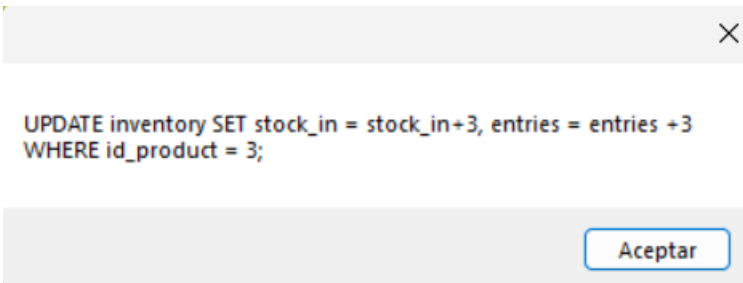 UPDATE inventory SET stock_in = stock_in+3, entries = entries +3
WHERE id_product = 3;
Aceptar